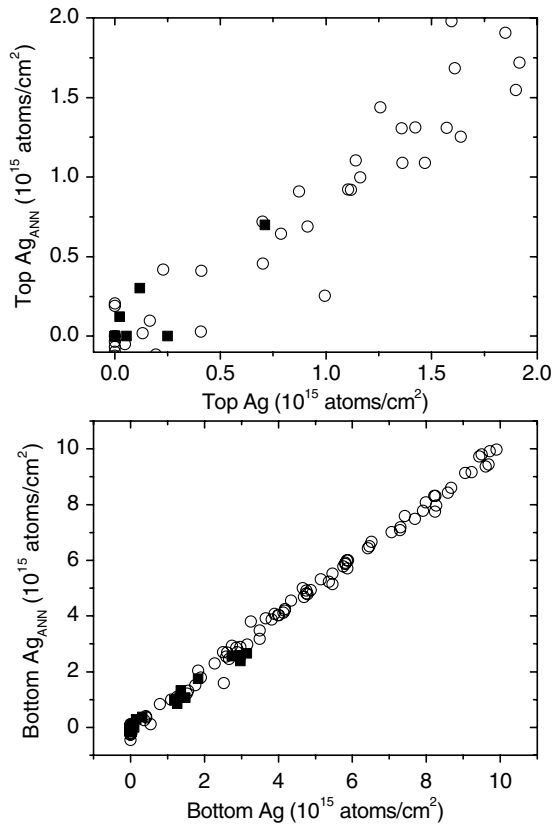 2.0
1.5
1.0
0.5
0.0
Top Ag_ANN (10^15 atoms/cm^2)
0.0 0.5 1.0 1.5 2.0
Top Ag (10^15 atoms/cm^2)
10
8
6
4
2
0
Bottom Ag_ANN (10^15 atoms/cm^2)
0 2 4 6 8 10
Bottom Ag (10^15 atoms/cm^2)